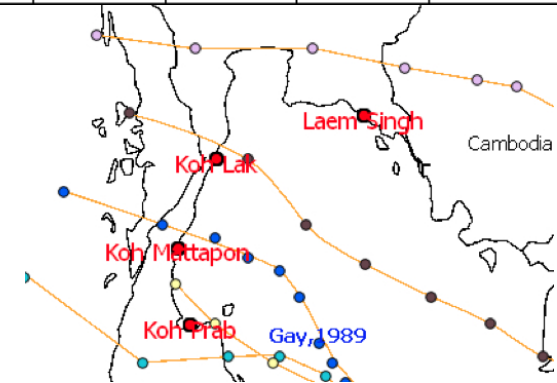 Laem Singh
Cambodia
Koh Lak
Koh Mattapon
Koh Prab
Gay, 1989